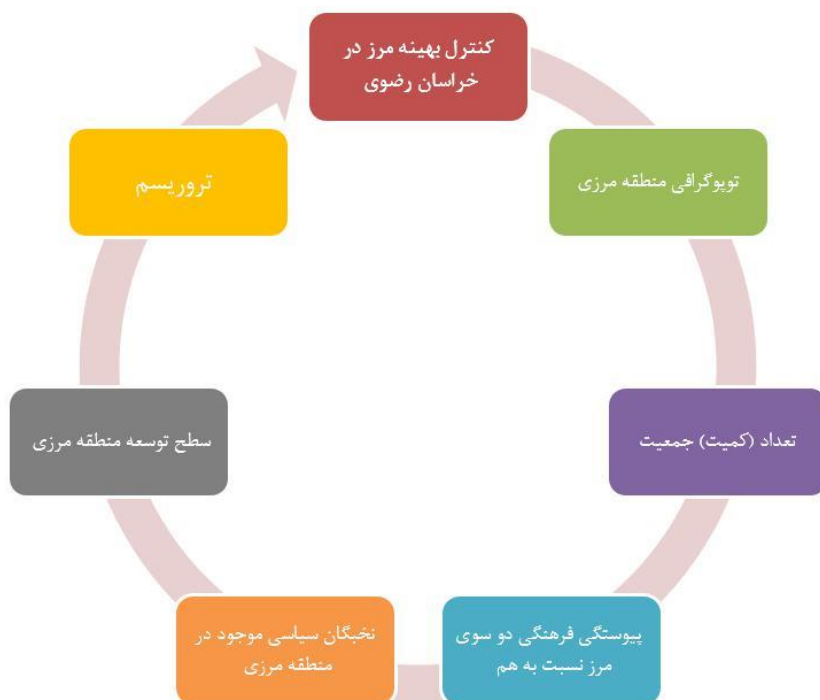 کنترل بهینه مرز در
خراسان رضوی
توپوگرافی منطقه مرزی
تعداد (کمیت) جمعیت
پیوستگی فرهنگی دو سوی
مرز نسبت به هم
نخبگان سیاسی موجود در
منطقه مرزی
سطح توسعه منطقه مرزی
تروریسم